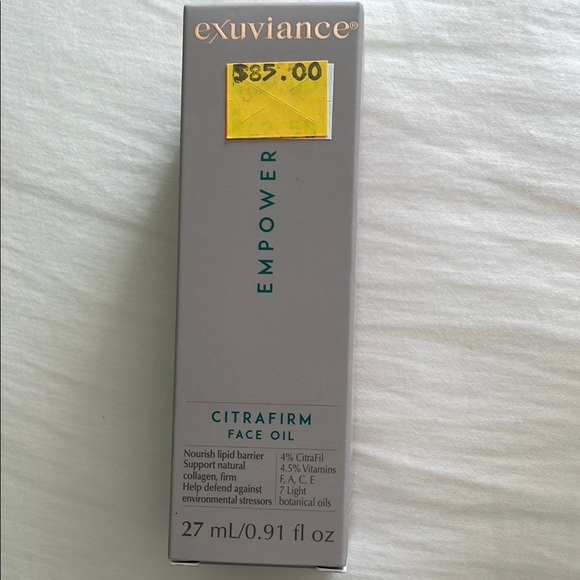 exuviance®
$85.00
EMPOWER
CITRAFIRM
FACE OIL
Nourish lipid barrier
Support natural
collagen, firm
Help defend against
environmental stressors
4% CitraFil
4.5% Vitamins
F, A, C, E
7 Light
botanical oils
27 mL/0.91 fl oz